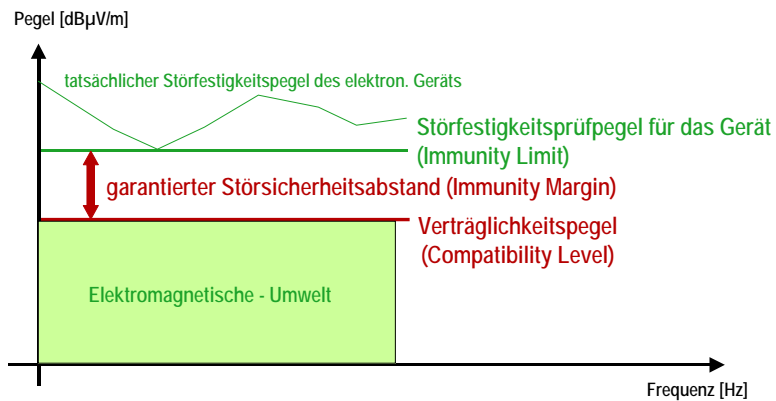 Pegel [dBµV/m]
tatsächlicher Störfestigkeitspegel des elektron. Geräts
Störfestigkeitsprüfpegel für das Gerät
(Immunity Limit)
garantierter Störsicherheitsabstand (Immunity Margin)
Verträglichkeitspegel
(Compatibility Level)
Elektromagnetische - Umwelt
Frequenz [Hz]